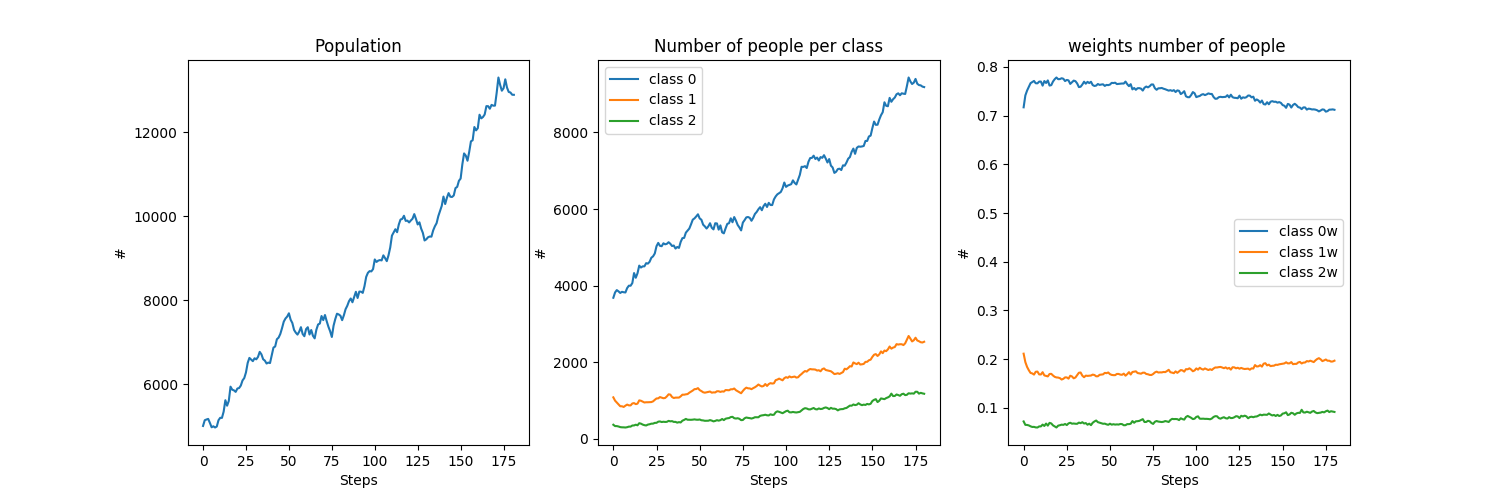 Population
#
12000
10000
8000
6000
0 25 50 75 100 125 150 175
Steps
Number of people per class
#
class 0
class 1
class 2
8000
6000
4000
2000
0
0 25 50 75 100 125 150 175
Steps
weights number of people
#
0.8
0.7
0.6
0.5
0.4
0.3
0.2
0.1
class 0w
class 1w
class 2w
0 25 50 75 100 125 150 175
Steps